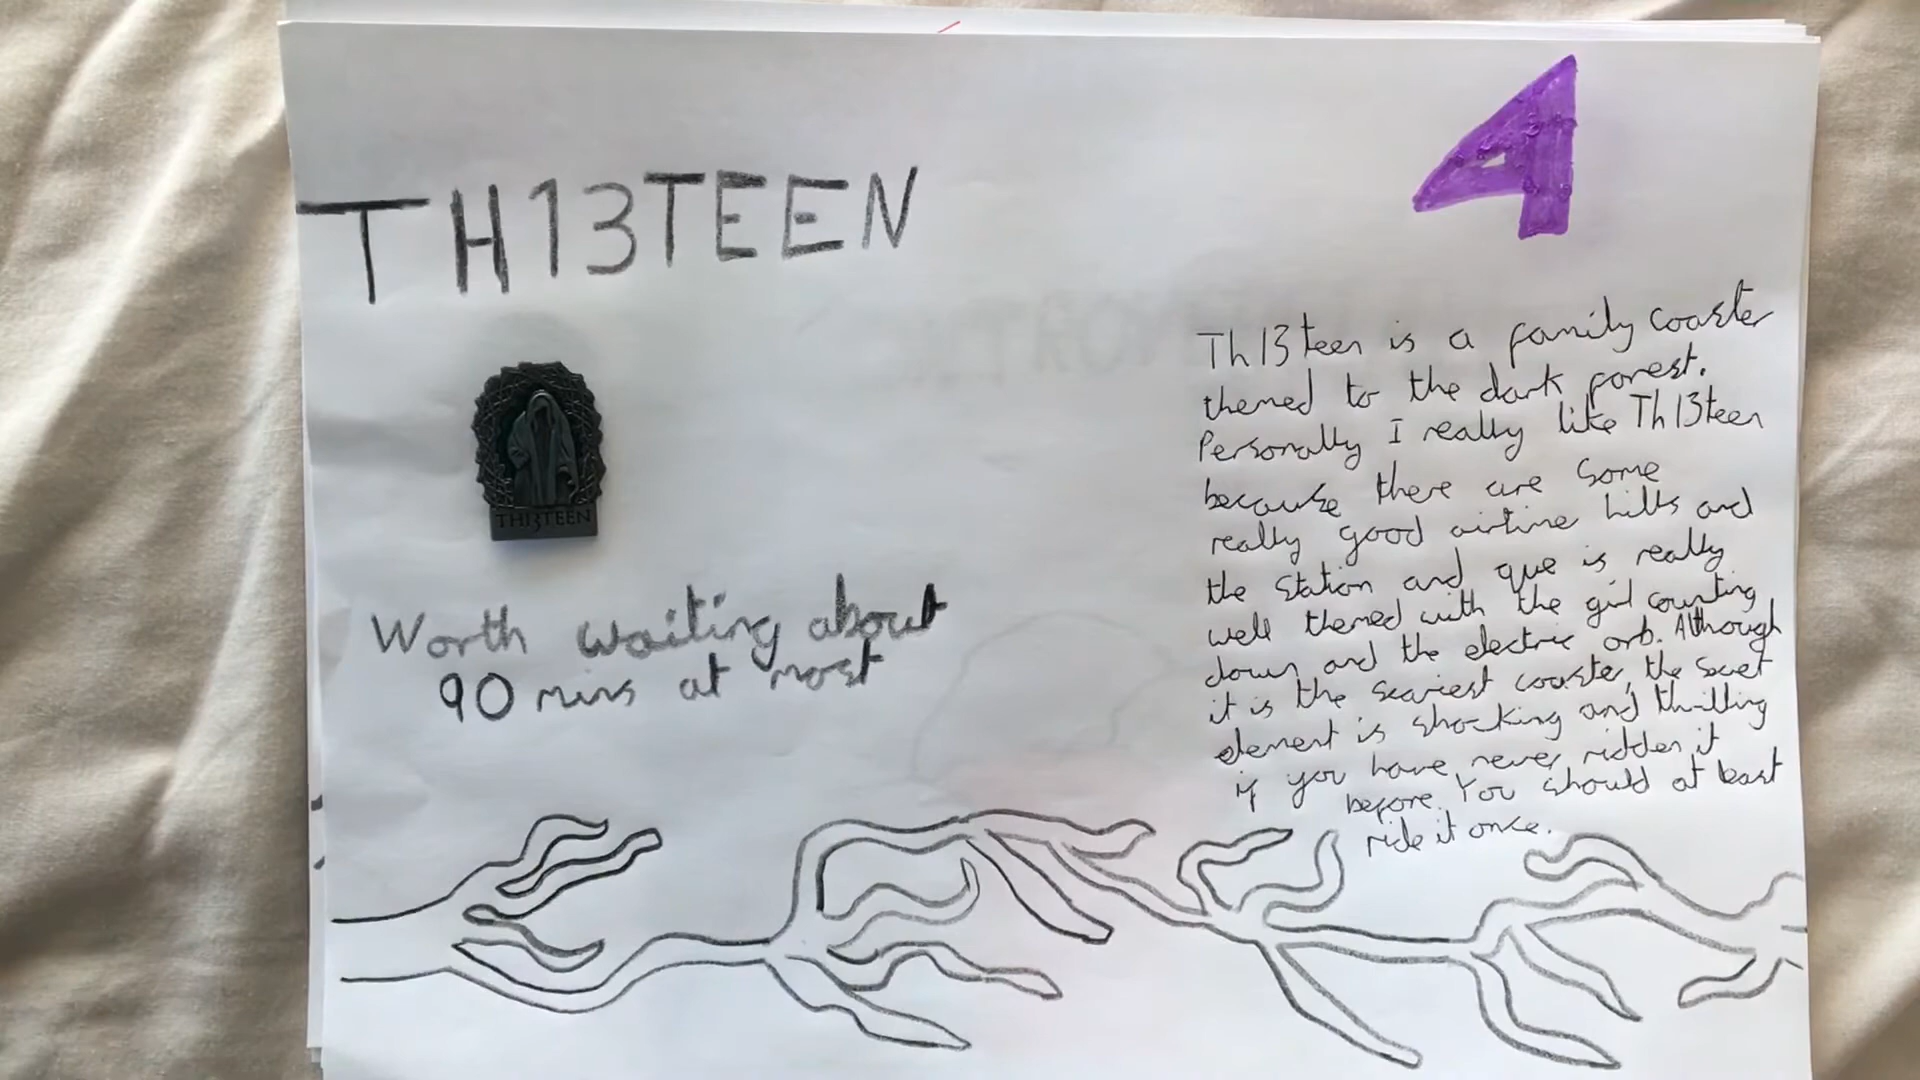 4
TH13TEEN
TH13TEEN
Worth waiting about
90 mins at most
Th13teen is a family coaster
themed to the dark forest.
Personally I really like Th13teen
because there are some
really good airtime hills and
the station and que is really
well themed with the girl counting
down and the electric orb. Although
it is the scariest coaster, the secret
element is shocking and thrilling
if you have never ridden it
before. You should at least
ride it once.